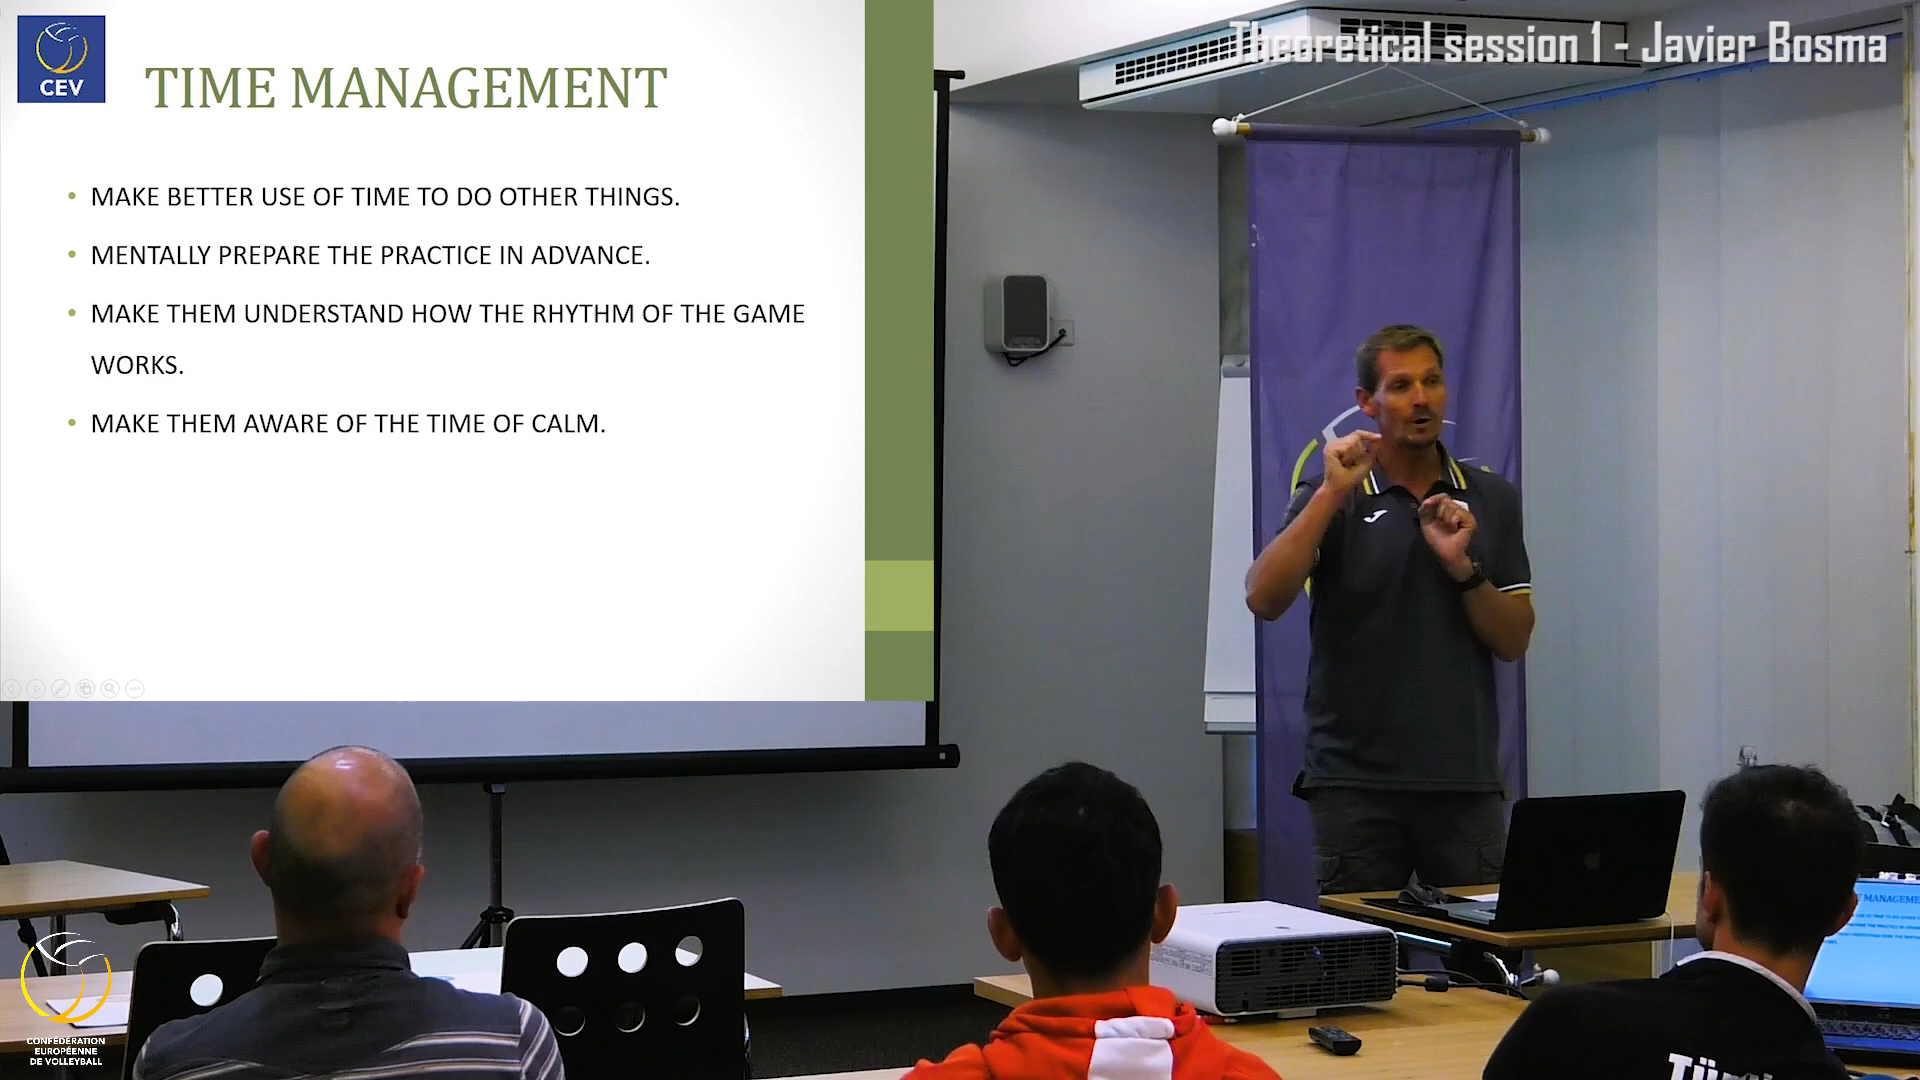 Theoretical session 1 - Javier Bosma
CEV
TIME MANAGEMENT
• MAKE BETTER USE OF TIME TO DO OTHER THINGS.
• MENTALLY PREPARE THE PRACTICE IN ADVANCE.
• MAKE THEM UNDERSTAND HOW THE RHYTHM OF THE GAME
WORKS.
• MAKE THEM AWARE OF THE TIME OF CALM.
CONFÉDÉRATION
EUROPÉENNE
DE VOLLEYBALL